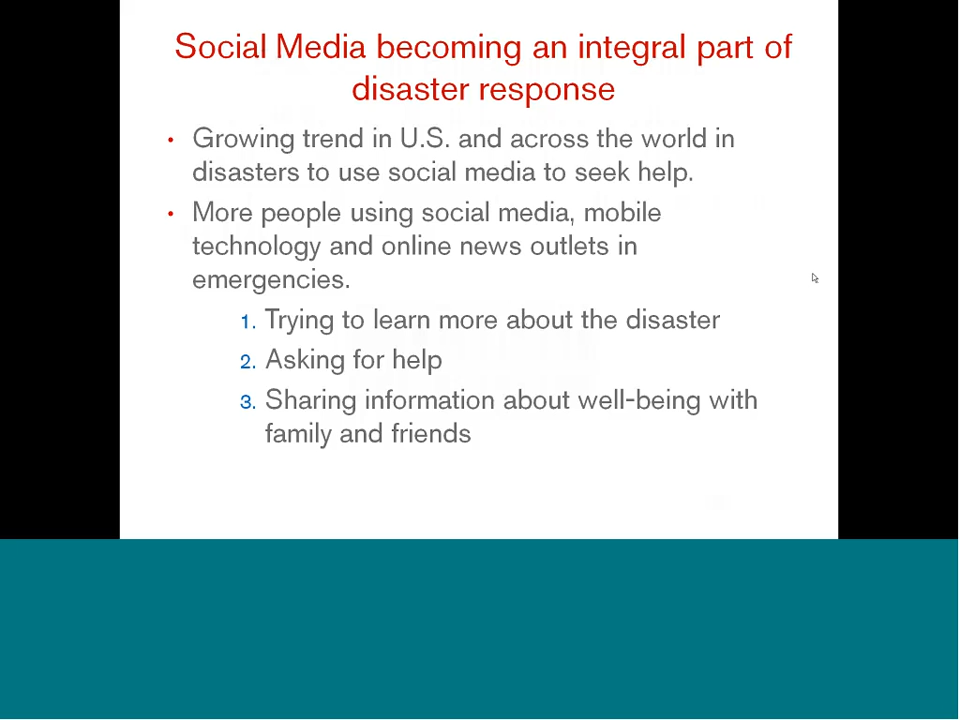 Social Media becoming an integral part of
disaster response
• Growing trend in U.S. and across the world in
disasters to use social media to seek help.
• More people using social media, mobile
technology and online news outlets in
emergencies.
1. Trying to learn more about the disaster
2. Asking for help
3. Sharing information about well-being with
family and friends